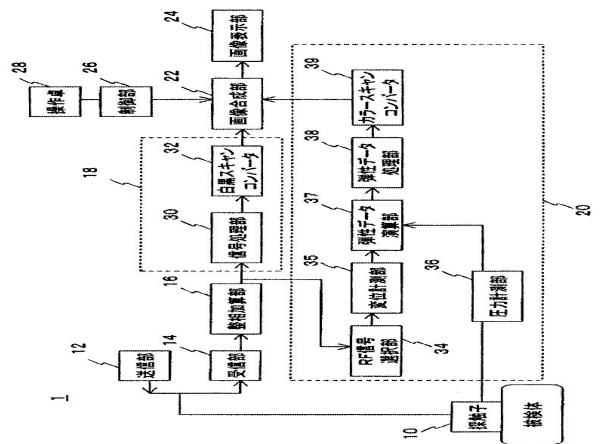 1
12
送信部
14
受信部
16
整相加算部
18
30
信号処理部
32
白黒スキャン
コンバータ
28
操作卓
26
制御部
22
画像合成部
24
画像表示部
10
探触子
被検体
34
RF信号
選択部
35
変位計測部
36
圧力計測部
37
弾性データ
演算部
38
弾性データ
処理部
39
カラースキャン
コンバータ
20